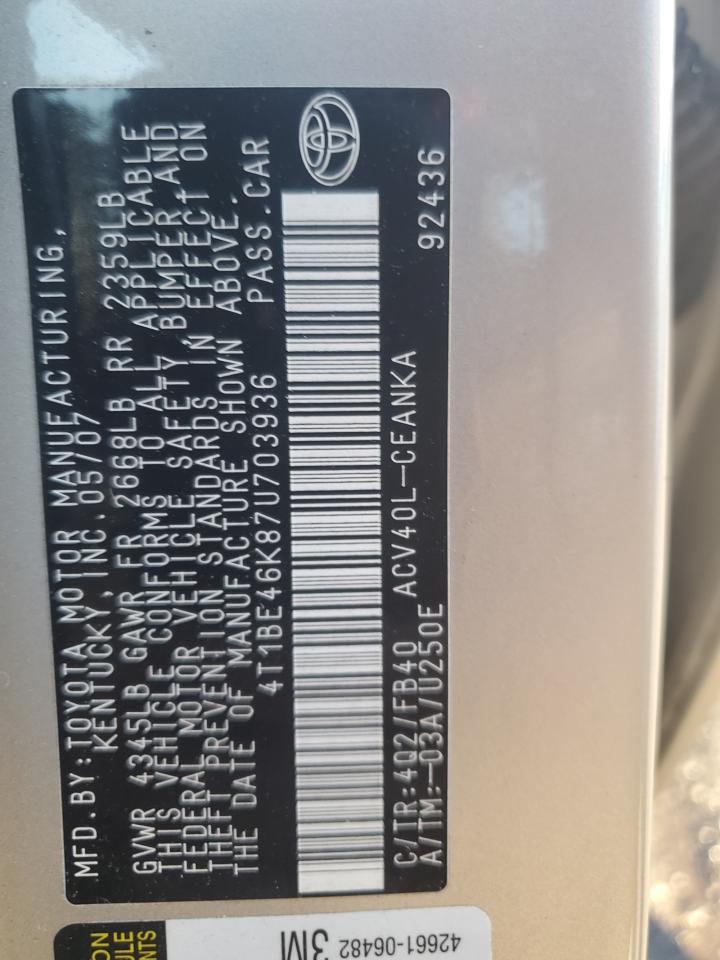 MFD.BY:TOYOTA MOTOR MANUFACTURING,
KENTUCKY, INC.05/07
GVWR 4345LB GAWR FR 2668LB RR 2359LB
THIS VEHICLE CONFORMS TO ALL APPLICABLE
FEDERAL MOTOR VEHICLE SAFETY,BUMPER AND
THEFT PREVENTION STANDARDS IN EFFECT ON
THE DATE OF MANUFACTURE SHOWN ABOVE.
4T1BE46K87U703936 PASS.CAR
C/TR:4Q2/FB40 ACV40L-CEANKA
A/TM:-03A/U250E 92436
3M 42661-06482